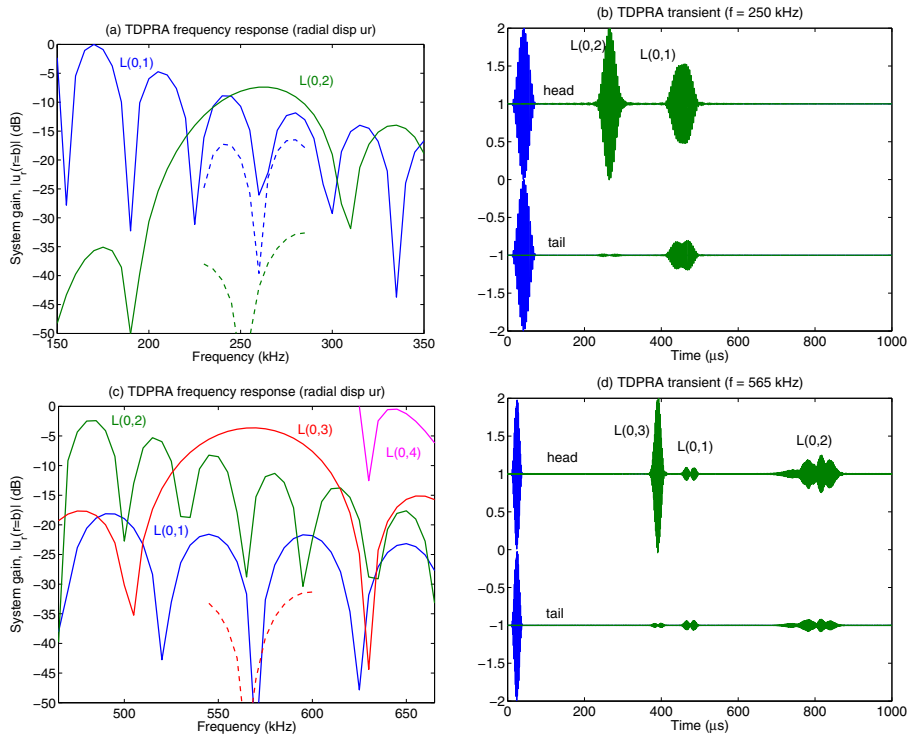 (a) TDPRA frequency response (radial disp ur)
0
−5
−10
−15
−20
−25
−30
−35
−40
−45
−50
System gain, |u_r(r=b)| (dB)
L(0,1)
L(0,2)
150
200
250
300
350
Frequency (kHz)
(b) TDPRA transient (f = 250 kHz)
2
1.5
1
0.5
0
−0.5
−1
−1.5
−2
L(0,2)
L(0,1)
head
tail
0
200
400
600
800
1000
Time (μs)
(c) TDPRA frequency response (radial disp ur)
0
−5
−10
−15
−20
−25
−30
−35
−40
−45
−50
System gain, |u_r(r=b)| (dB)
L(0,2)
L(0,3)
L(0,4)
L(0,1)
500
550
600
650
Frequency (kHz)
(d) TDPRA transient (f = 565 kHz)
2
1.5
1
0.5
0
−0.5
−1
−1.5
−2
L(0,3)
L(0,1)
L(0,2)
head
tail
0
200
400
600
800
1000
Time (μs)